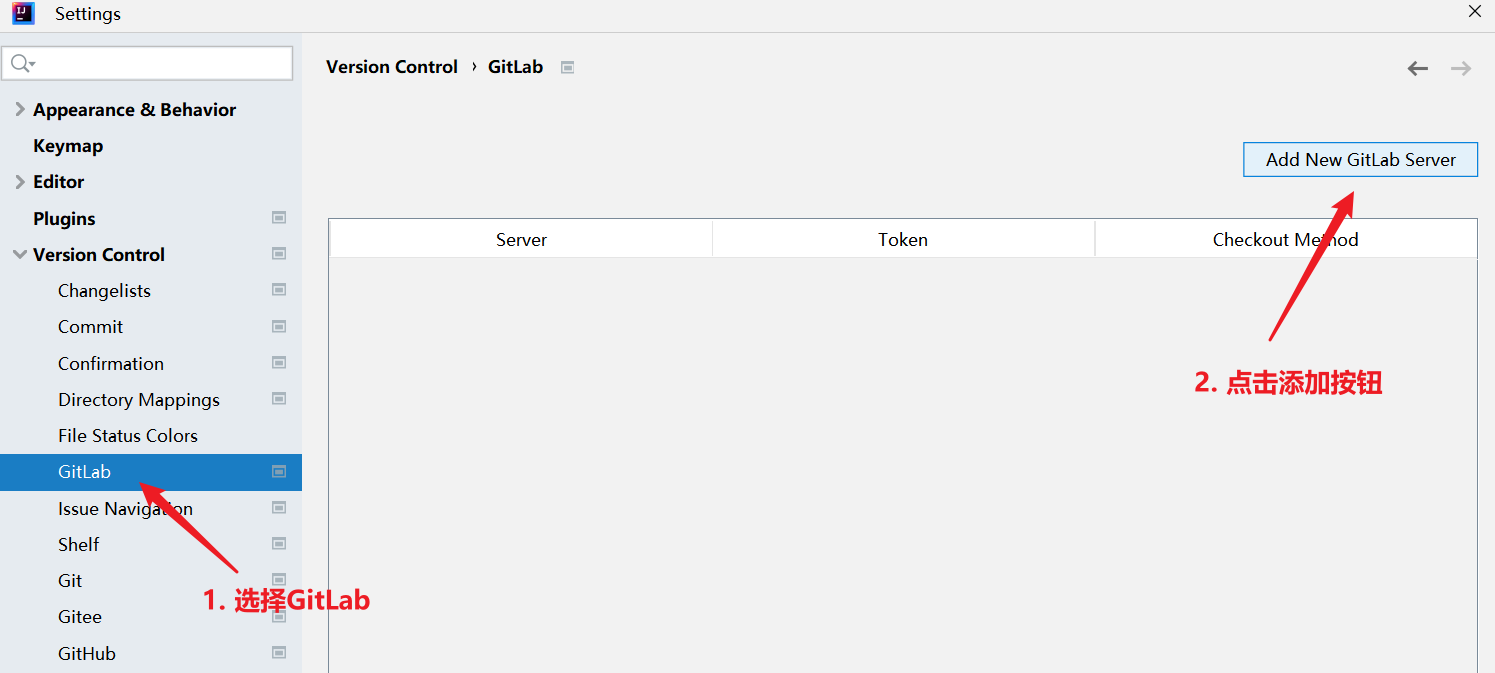 Settings
Version Control › GitLab
Appearance & Behavior
Keymap
Editor
Plugins
Version Control
Changelists
Commit
Confirmation
Directory Mappings
File Status Colors
GitLab
Issue Navigation
Shelf
Git
Gitee
GitHub
1. 选择GitLab
Add New GitLab Server
Server Token Checkout Method
2. 点击添加按钮